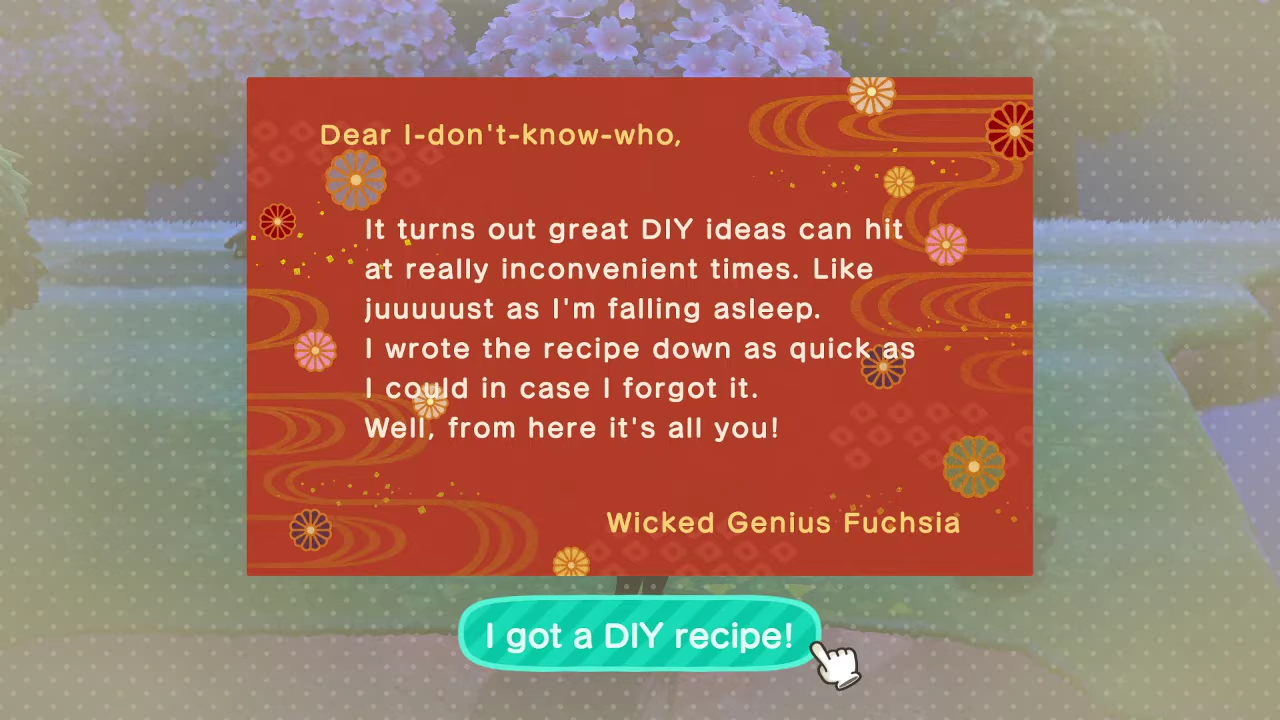 Dear I-don't-know-who,
It turns out great DIY ideas can hit
at really inconvenient times. Like
juuuuust as I'm falling asleep.
I wrote the recipe down as quick as
I could in case I forgot it.
Well, from here it's all you!
Wicked Genius Fuchsia
I got a DIY recipe!